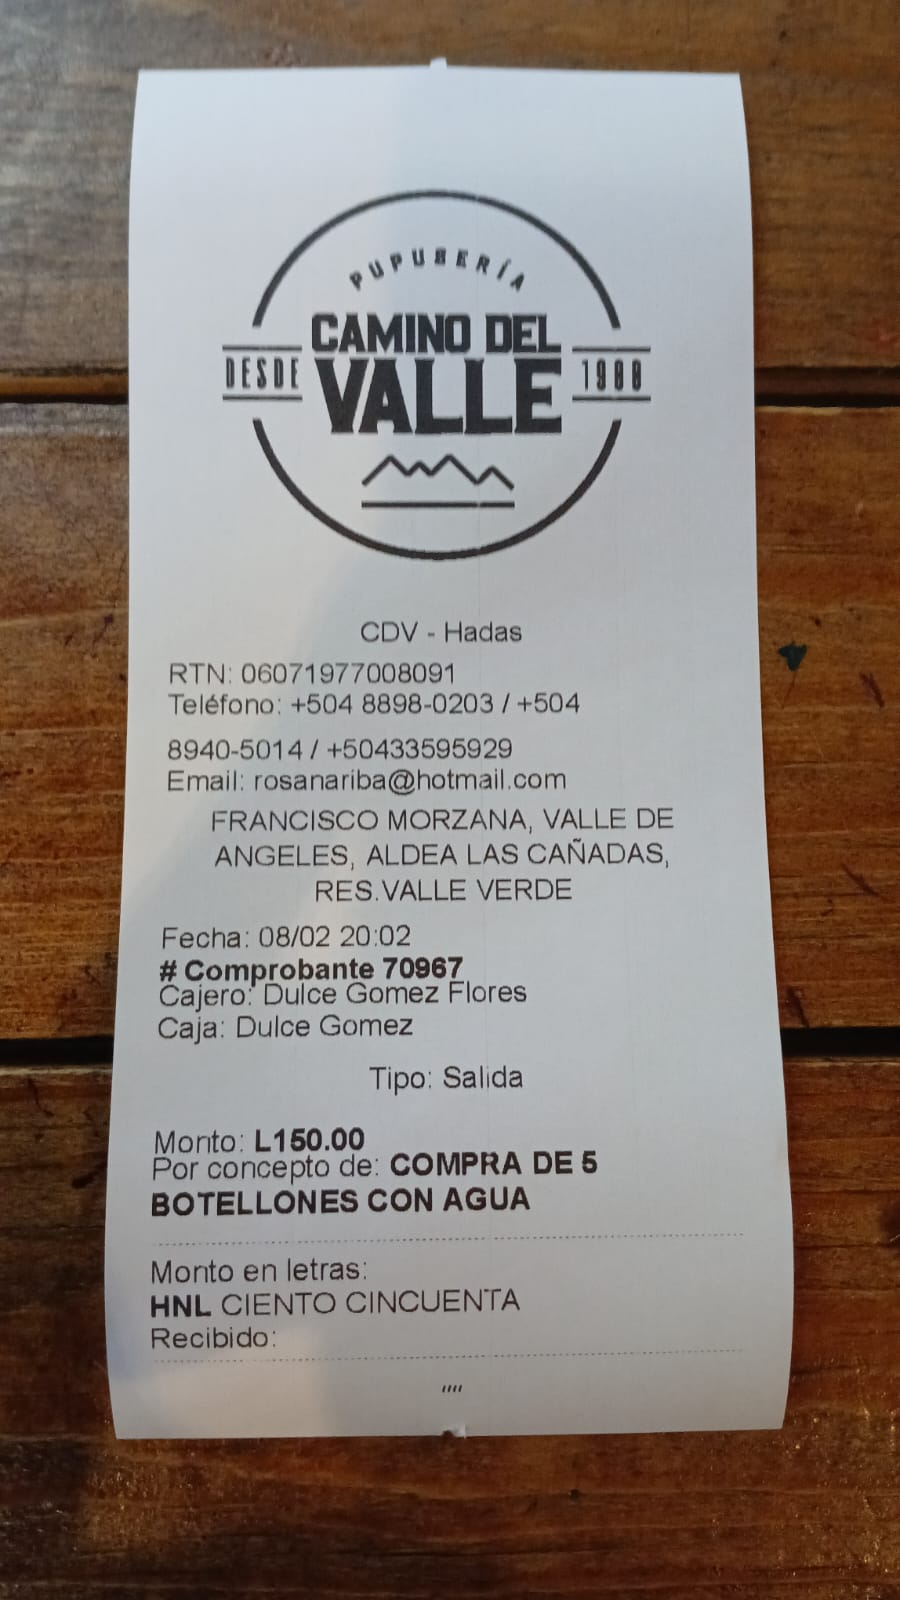 PUPUSERÍA
CAMINO DEL
DESDE VALLE 1988
CDV - Hadas
RTN: 06071977008091
Teléfono: +504 8898-0203 / +504
8940-5014 / +50433595929
Email: rosanariba@hotmail.com
FRANCISCO MORZANA, VALLE DE
ANGELES, ALDEA LAS CAÑADAS,
RES.VALLE VERDE
Fecha: 08/02 20:02
# Comprobante 70967
Cajero: Dulce Gomez Flores
Caja: Dulce Gomez
Tipo: Salida
Monto: L150.00
Por concepto de: COMPRA DE 5
BOTELLONES CON AGUA
Monto en letras:
HNL CIENTO CINCUENTA
Recibido:
,,,,